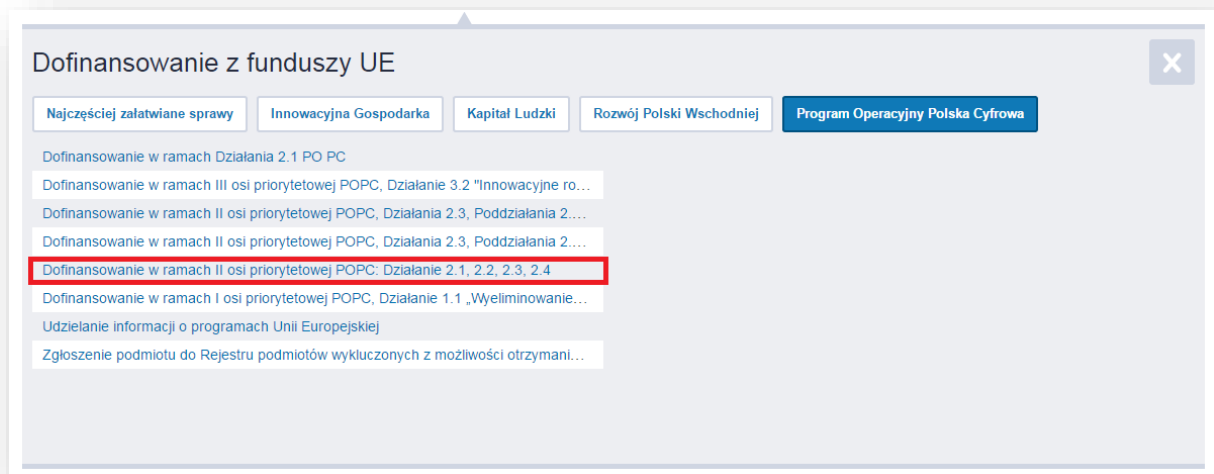 Dofinansowanie z funduszy UE
Najczęściej załatwiane sprawy Innowacyjna Gospodarka Kapitał Ludzki Rozwój Polski Wschodniej Program Operacyjny Polska Cyfrowa
Dofinansowanie w ramach Działania 2.1 PO PC
Dofinansowanie w ramach III osi priorytetowej POPC, Działanie 3.2 "Innowacyjne ro...
Dofinansowanie w ramach II osi priorytetowej POPC, Działania 2.3, Poddziałania 2....
Dofinansowanie w ramach II osi priorytetowej POPC, Działania 2.3, Poddziałania 2....
Dofinansowanie w ramach II osi priorytetowej POPC: Działanie 2.1, 2.2, 2.3, 2.4
Dofinansowanie w ramach I osi priorytetowej POPC, Działanie 1.1 „Wyeliminowanie...
Udzielanie informacji o programach Unii Europejskiej
Zgłoszenie podmiotu do Rejestru podmiotów wykluczonych z możliwości otrzymani...